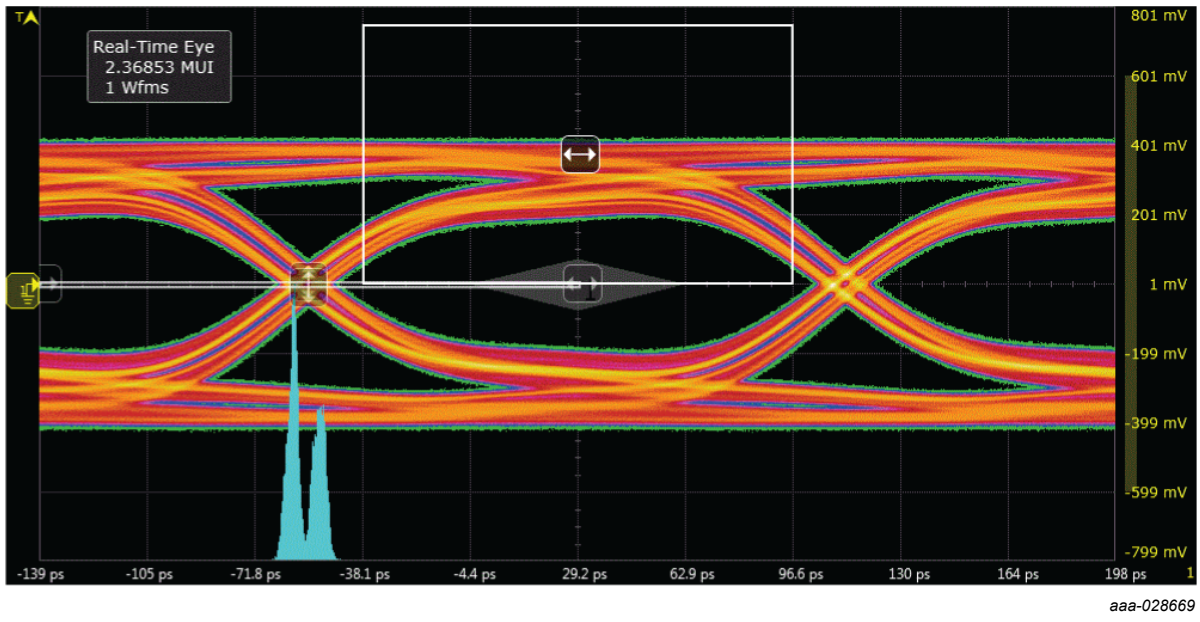 T
Real-Time Eye
2.36853 MUI
1 Wfms
801 mV
601 mV
401 mV
201 mV
1 mV
-199 mV
-399 mV
-599 mV
-799 mV
1
1
-139 ps -105 ps -71.8 ps -38.1 ps -4.4 ps 29.2 ps 62.9 ps 96.6 ps 130 ps 164 ps 198 ps 1
aaa-028669